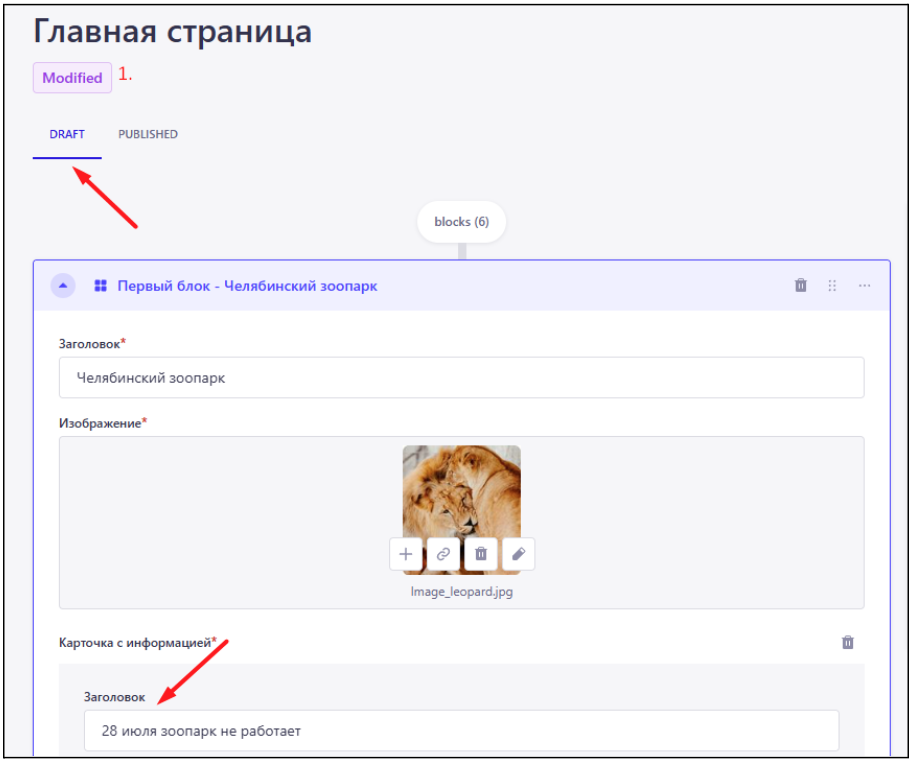 Главная страница
Modified 1.
DRAFT PUBLISHED
blocks (6)
Первый блок - Челябинский зоопарк
Заголовок*
Челябинский зоопарк
Изображение*
Image_leopard.jpg
Карточка с информацией*
Заголовок
28 июля зоопарк не работает